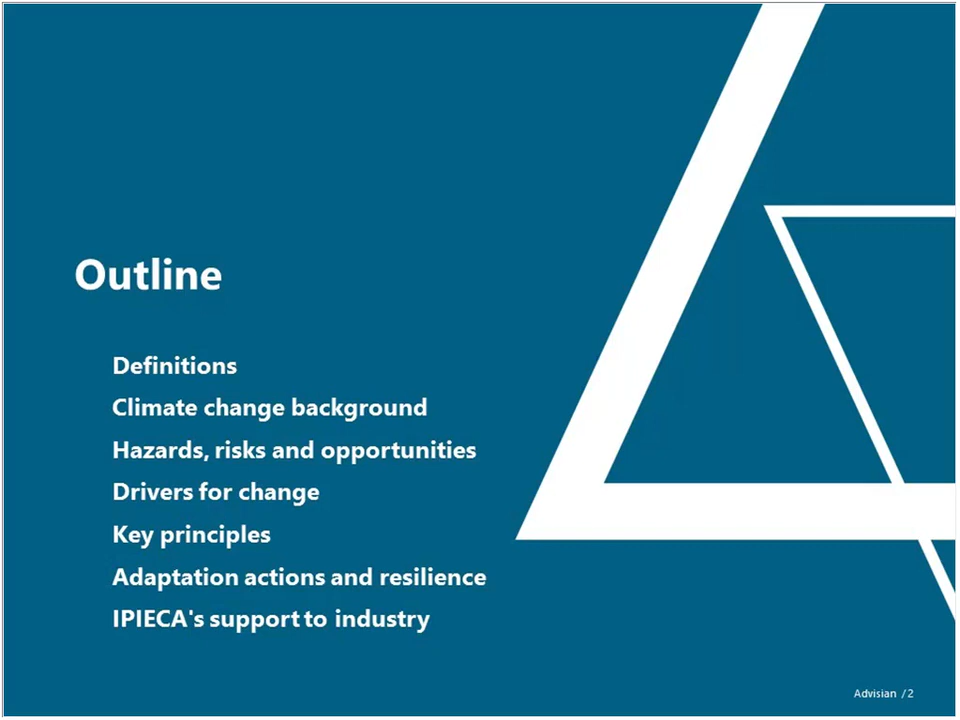 Outline
Definitions
Climate change background
Hazards, risks and opportunities
Drivers for change
Key principles
Adaptation actions and resilience
IPIECA's support to industry
Advisian / 2